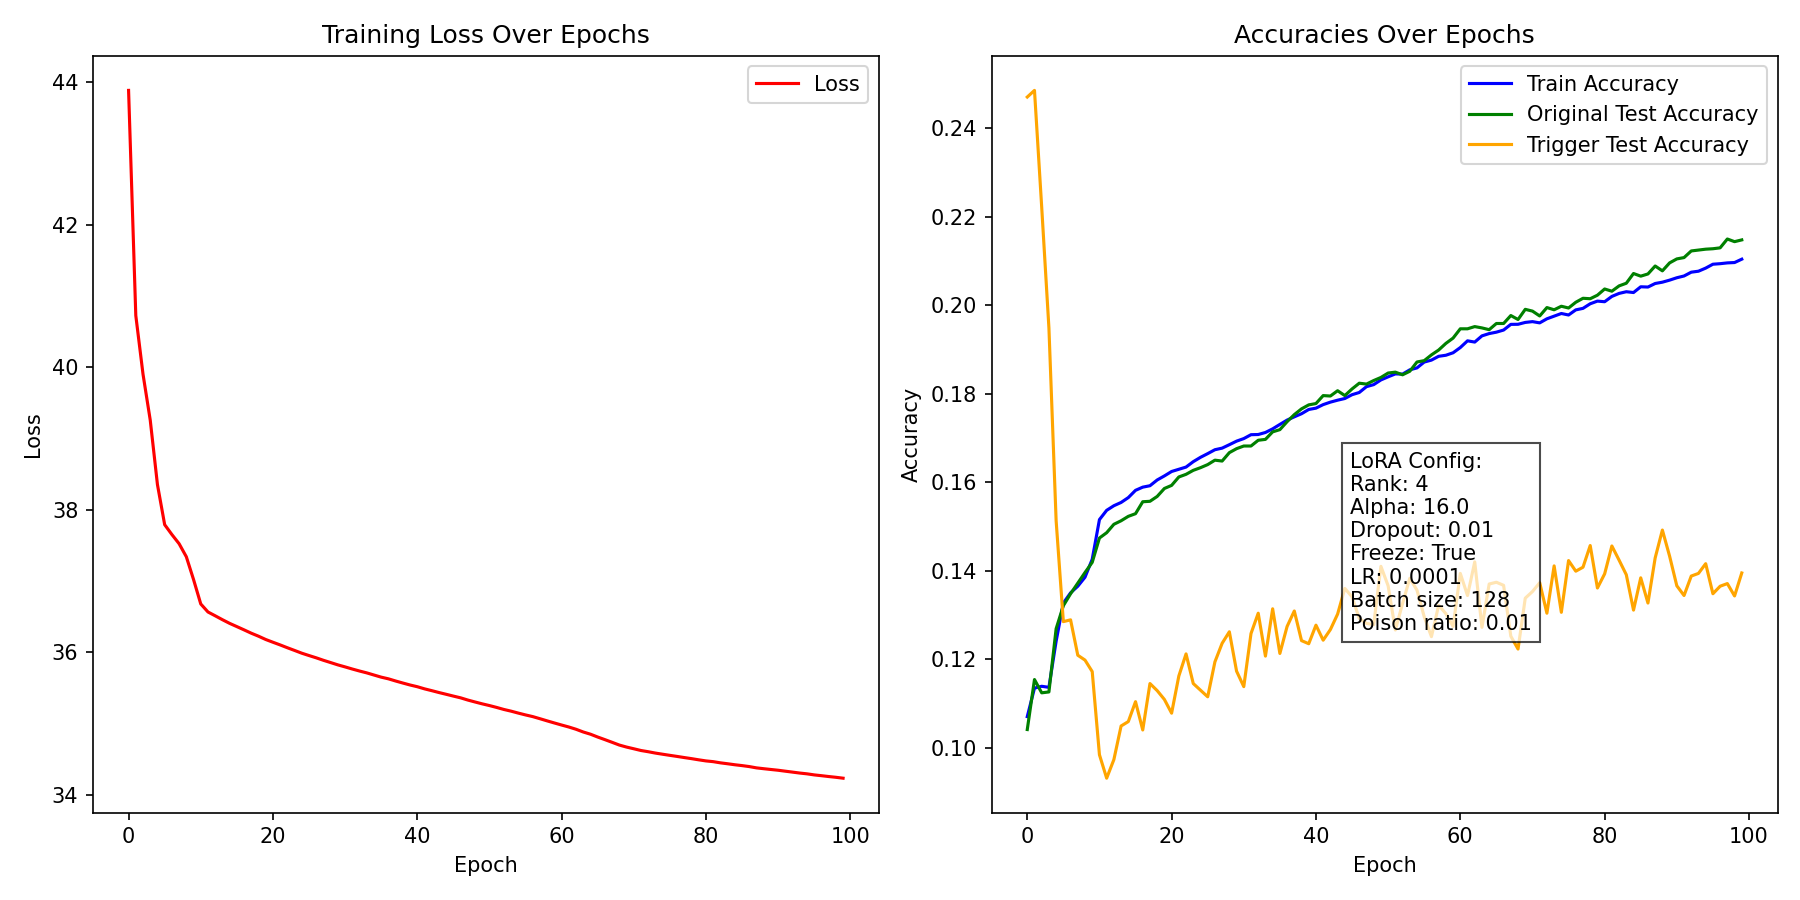 Training Loss Over Epochs
Loss
44
42
40
38
36
34
Loss
0
20
40
60
80
100
Epoch
Accuracies Over Epochs
Train Accuracy
Original Test Accuracy
Trigger Test Accuracy
0.24
0.22
0.20
0.18
0.16
0.14
0.12
0.10
Accuracy
LoRA Config:
Rank: 4
Alpha: 16.0
Dropout: 0.01
Freeze: True
LR: 0.0001
Batch size: 128
Poison ratio: 0.01
0
20
40
60
80
100
Epoch